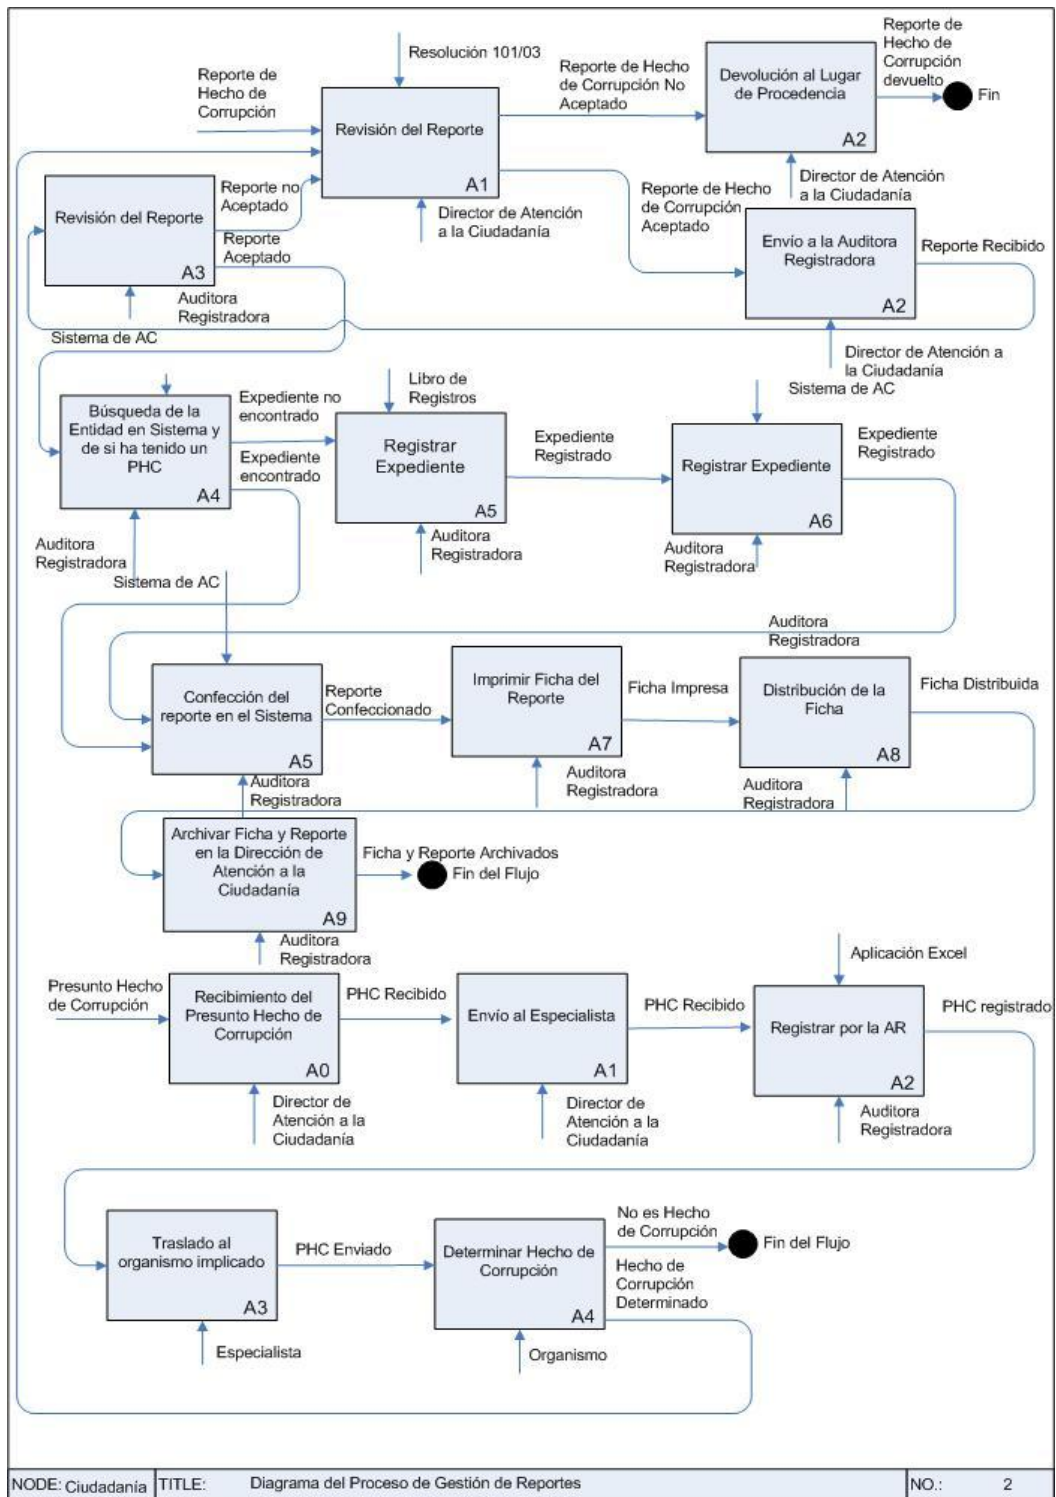 Resolución 101/03
Reporte de
Hecho de
Corrupción
Revisión del Reporte
A1
Director de Atención
a la Ciudadanía
Reporte de Hecho
de Corrupción No
Aceptado
Devolución al Lugar
de Procedencia
A2
Reporte de
Hecho de
Corrupción
devuelto
Fin
Director de Atención
a la Ciudadanía
Reporte de Hecho
de Corrupción
Aceptado
Envío a la Auditora
Registradora
A2
Reporte Recibido
Director de Atención a
la Ciudadanía
Revisión del Reporte
A3
Reporte no
Aceptado
Reporte
Aceptado
Auditora
Registradora
Sistema de AC
Búsqueda de la
Entidad en Sistema y
de si ha tenido un
PHC
A4
Expediente no
encontrado
Expediente
encontrado
Auditora
Registradora
Libro de
Registros
Registrar
Expediente
A5
Auditora
Registradora
Expediente
Registrado
Sistema de AC
Registrar Expediente
A6
Auditora
Registradora
Expediente
Registrado
Sistema de AC
Confección del
reporte en el Sistema
A5
Auditora
Registradora
Reporte
Confeccionado
Imprimir Ficha del
Reporte
A7
Auditora
Registradora
Ficha Impresa
Auditora
Registradora
Distribución de la
Ficha
A8
Auditora
Registradora
Ficha Distribuida
Archivar Ficha y Reporte
en la Dirección de
Atención a la
Ciudadanía
A9
Auditora
Registradora
Ficha y Reporte Archivados
Fin del Flujo
Presunto Hecho
de Corrupción
Recibimiento del
Presunto Hecho de
Corrupción
A0
Director de
Atención a la
Ciudadanía
PHC Recibido
Envío al Especialista
A1
Director de
Atención a la
Ciudadanía
PHC Recibido
Aplicación Excel
Registrar por la AR
A2
Auditora
Registradora
PHC registrado
Traslado al
organismo implicado
A3
Especialista
PHC Enviado
Determinar Hecho de
Corrupción
A4
Organismo
No es Hecho
de Corrupción
Fin del Flujo
Hecho de
Corrupción
Determinado
NODE: Ciudadanía
TITLE: Diagrama del Proceso de Gestión de Reportes
NO.: 2